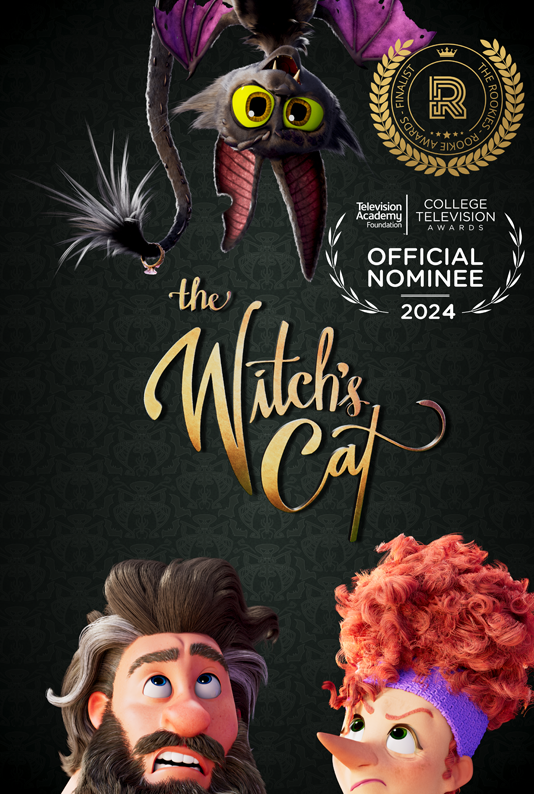 FINALIST · THE ROOKIES · ROOKIE AWARDS ·
R
Television
Academy
Foundation
COLLEGE
TELEVISION
AWARDS
OFFICIAL
NOMINEE
2024
the
Witch's
Cat